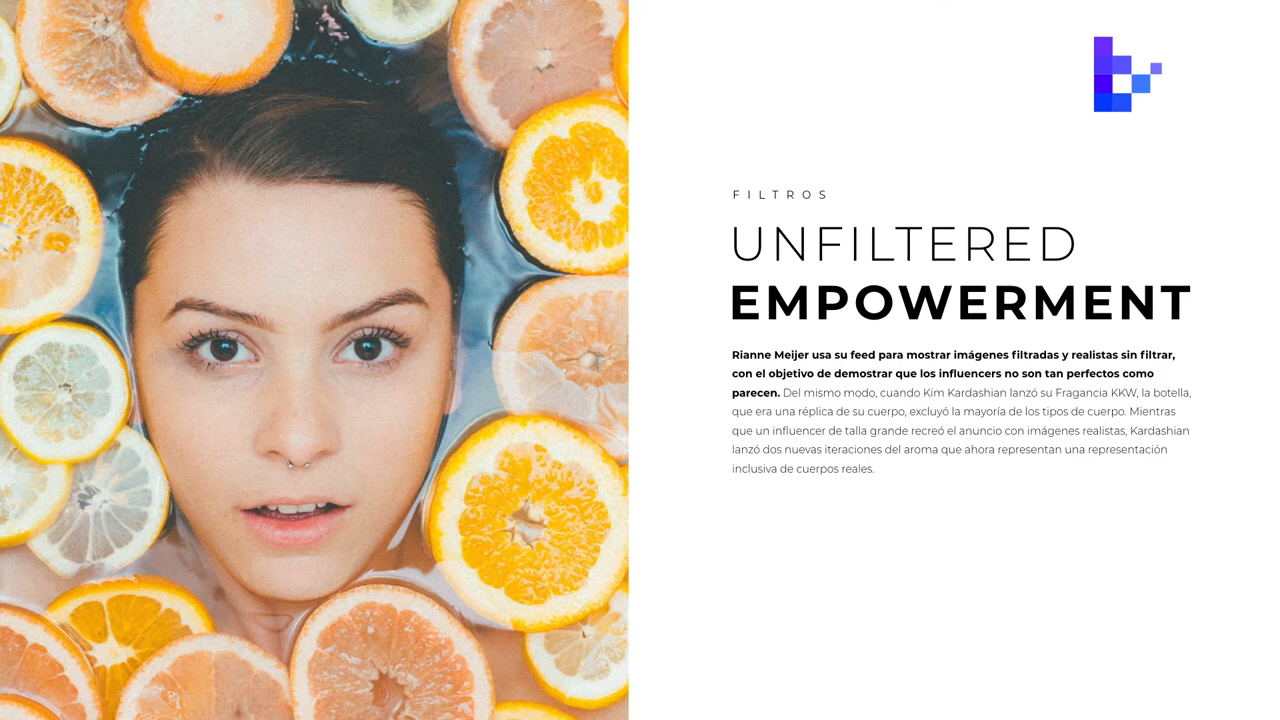 FILTROS
UNFILTERED
EMPOWERMENT
Rianne Meijer usa su feed para mostrar imágenes filtradas y realistas sin filtrar,
con el objetivo de demostrar que los influencers no son tan perfectos como
parecen. Del mismo modo, cuando Kim Kardashian lanzó su Fragancia KKW, la botella,
que era una réplica de su cuerpo, excluyó la mayoría de los tipos de cuerpo. Mientras
que un influencer de talla grande recreó el anuncio con imágenes realistas, Kardashian
lanzó dos nuevas iteraciones del aroma que ahora representan una representación
inclusiva de cuerpos reales.